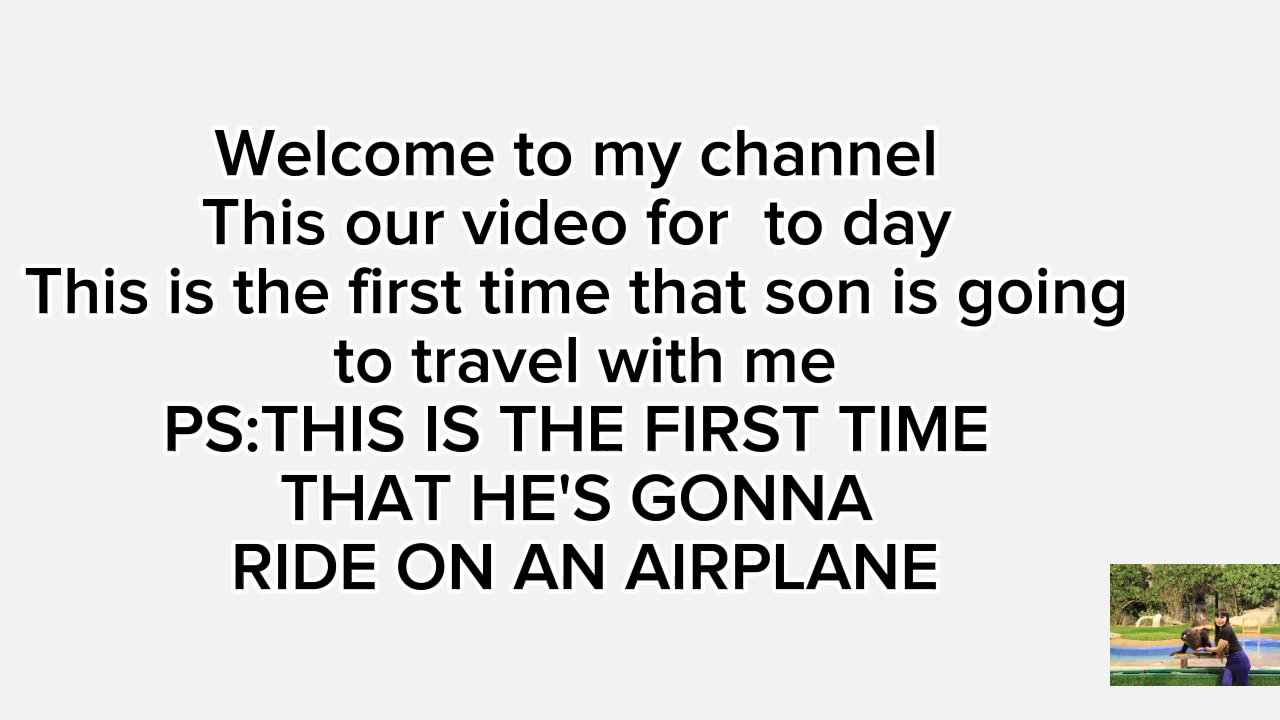 Welcome to my channel
This our video for  to day
This is the first time that son is going
to travel with me
PS:THIS IS THE FIRST TIME
THAT HE'S GONNA
RIDE ON AN AIRPLANE